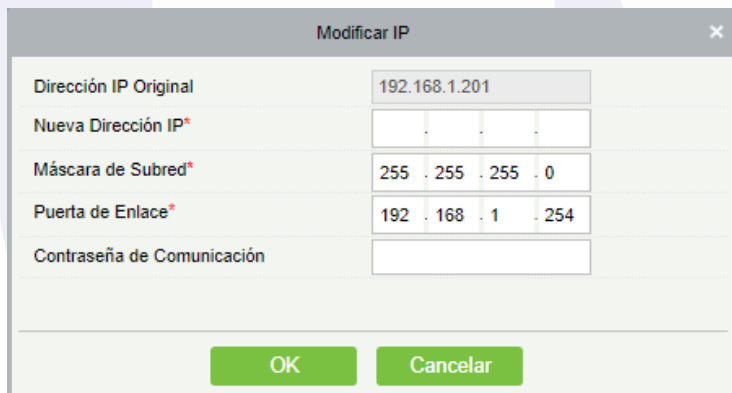 Modificar IP ×
Dirección IP Original 192.168.1.201
Nueva Dirección IP* . . .
Máscara de Subred* 255 . 255 . 255 . 0
Puerta de Enlace* 192 . 168 . 1 . 254
Contraseña de Comunicación
OK Cancelar